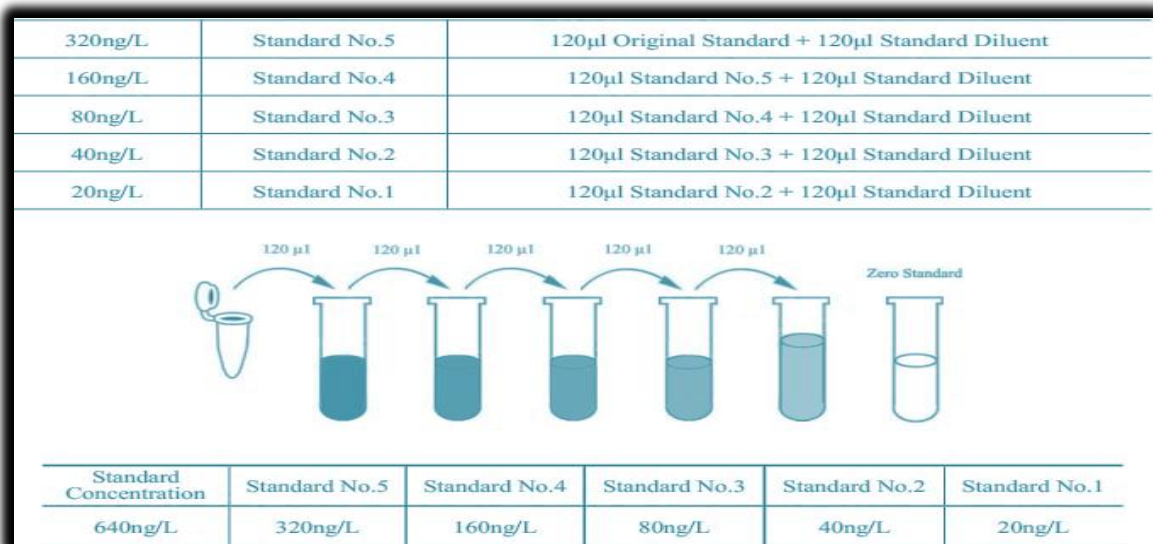 320ng/L Standard No.5 120µl Original Standard + 120µl Standard Diluent
160ng/L Standard No.4 120µl Standard No.5 + 120µl Standard Diluent
80ng/L Standard No.3 120µl Standard No.4 + 120µl Standard Diluent
40ng/L Standard No.2 120µl Standard No.3 + 120µl Standard Diluent
20ng/L Standard No.1 120µl Standard No.2 + 120µl Standard Diluent
120 µl 120 µl 120 µl 120 µl 120 µl
Zero Standard
Standard Concentration Standard No.5 Standard No.4 Standard No.3 Standard No.2 Standard No.1
640ng/L 320ng/L 160ng/L 80ng/L 40ng/L 20ng/L